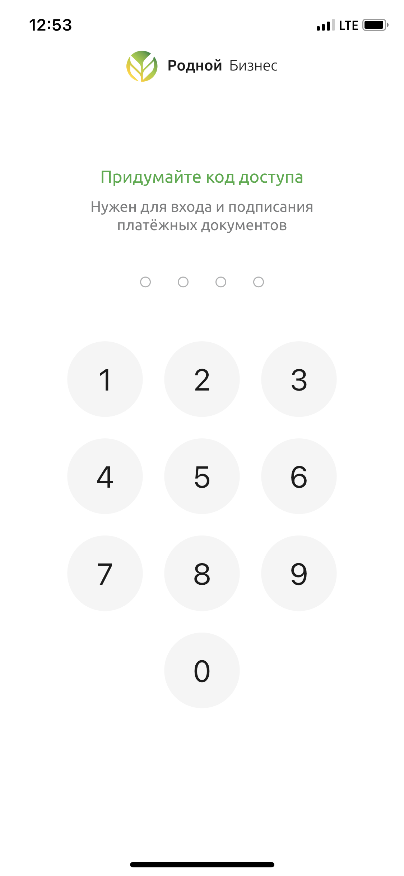 12:53 LTE
Родной Бизнес
Придумайте код доступа
Нужен для входа и подписания
платёжных документов
1 2 3
4 5 6
7 8 9
0